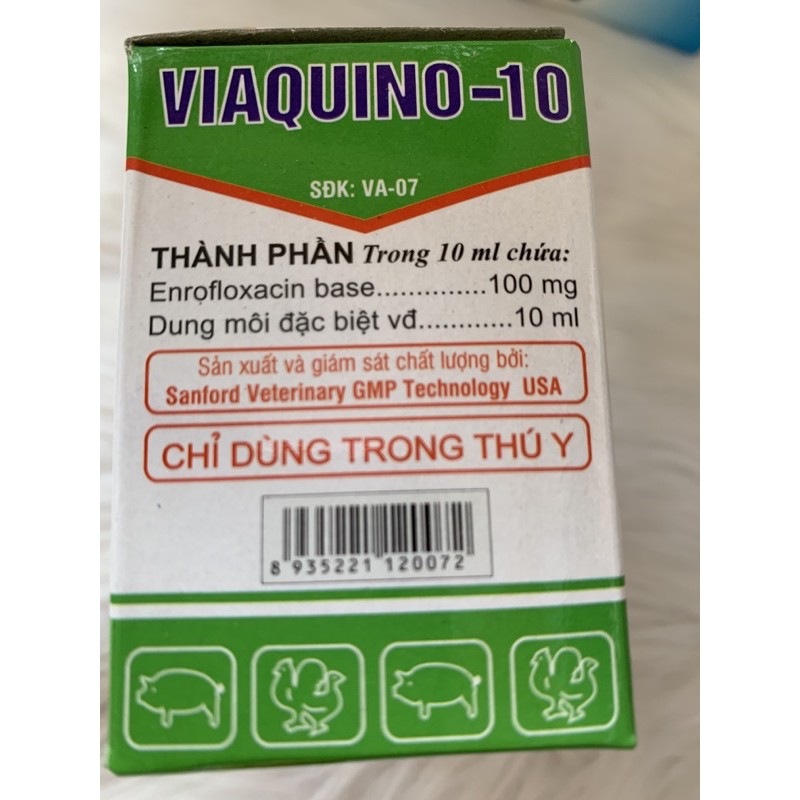 VIAQUINO-10
SĐK: VA-07
THÀNH PHẦN Trong 10 ml chứa:
Enrofloxacin base..............100 mg
Dung môi đặc biệt vđ............10 ml
Sản xuất và giám sát chất lượng bởi:
Sanford Veterinary GMP Technology USA
CHỈ DÙNG TRONG THÚ Y
8 935221 120072